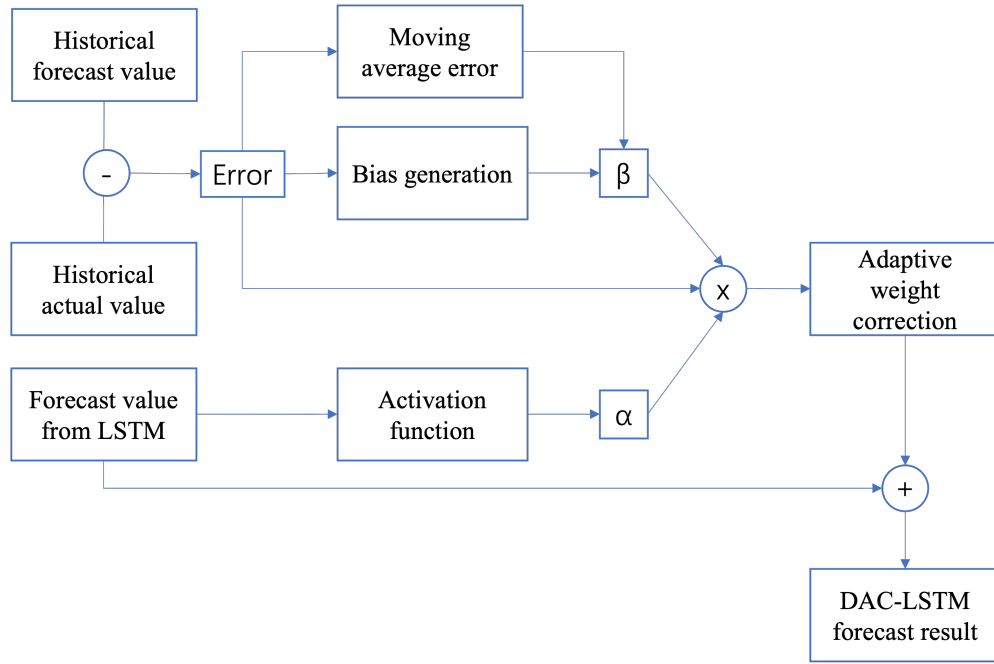 Historical
forecast value
Moving
average error
-
Error
Bias generation
β
Historical
actual value
x
Adaptive
weight
correction
Forecast value
from LSTM
Activation
function
α
+
DAC-LSTM
forecast result